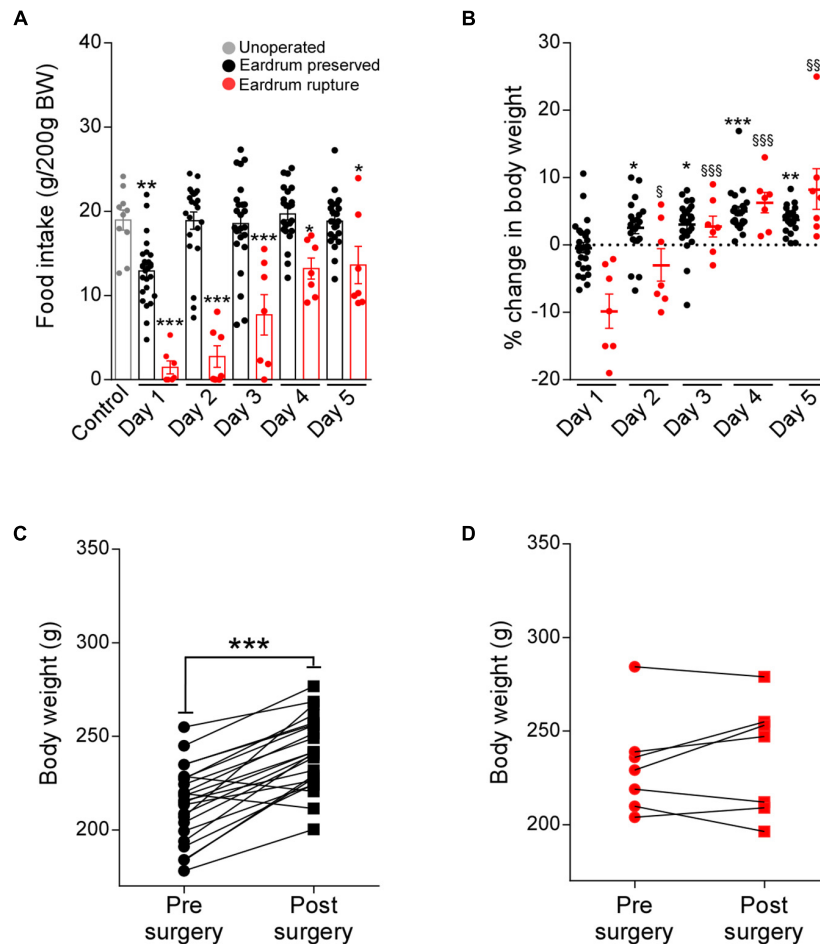 A
Food intake (g/200g BW)
40
30
20
10
0
Unoperated
Eardrum preserved
Eardrum rupture
**
***
***
***
*
*
Control
Day 1
Day 2
Day 3
Day 4
Day 5
B
% change in body weight
30
20
10
0
-10
-20
*
§
*
§§§
***
§§§
**
§§
Day 1
Day 2
Day 3
Day 4
Day 5
C
Body weight (g)
350
300
250
200
***
Pre surgery
Post surgery
D
Body weight (g)
350
300
250
200
Pre surgery
Post surgery